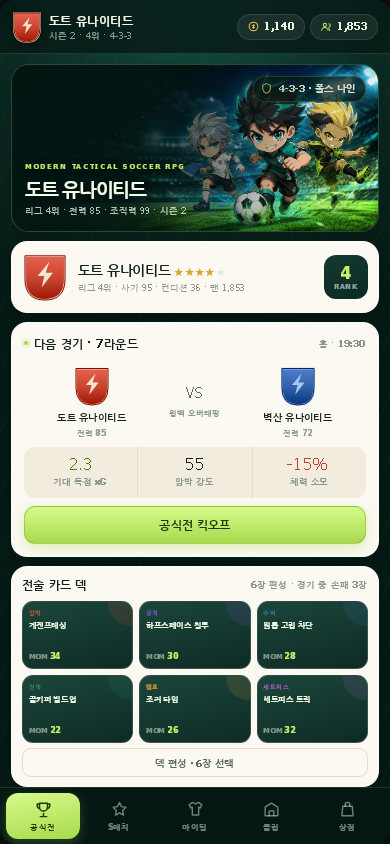 도트 유나이티드
시즌 2 · 4위 · 4-3-3
1,140
1,853
4-3-3 · 폴스 나인
MODERN TACTICAL SOCCER RPG
도트 유나이티드
리그 4위 · 전력 85 · 조직력 99 · 시즌 2
도트 유나이티드 ★★★★★
리그 4위 · 사기 95 · 컨디션 36 · 팬 1,853
4
RANK
다음 경기 · 7라운드
홈 · 19:30
도트 유나이티드
전력 85
VS
윙백 오버래핑
벽산 유나이티드
전력 72
2.3
기대 득점 xG
55
압박 강도
-15%
체력 소모
공식전 킥오프
전술 카드 덱
6장 편성 · 경기 중 손패 3장
압박
게겐프레싱
MOM 34
공격
하프스페이스 침투
MOM 30
수비
원톱 고립 차단
MOM 28
전개
골키퍼 빌드업
MOM 22
템포
조커 타임
MOM 26
세트피스
세트피스 트릭
MOM 32
덱 편성 · 6장 선택
공식전
5매치
마이팀
클럽
상점